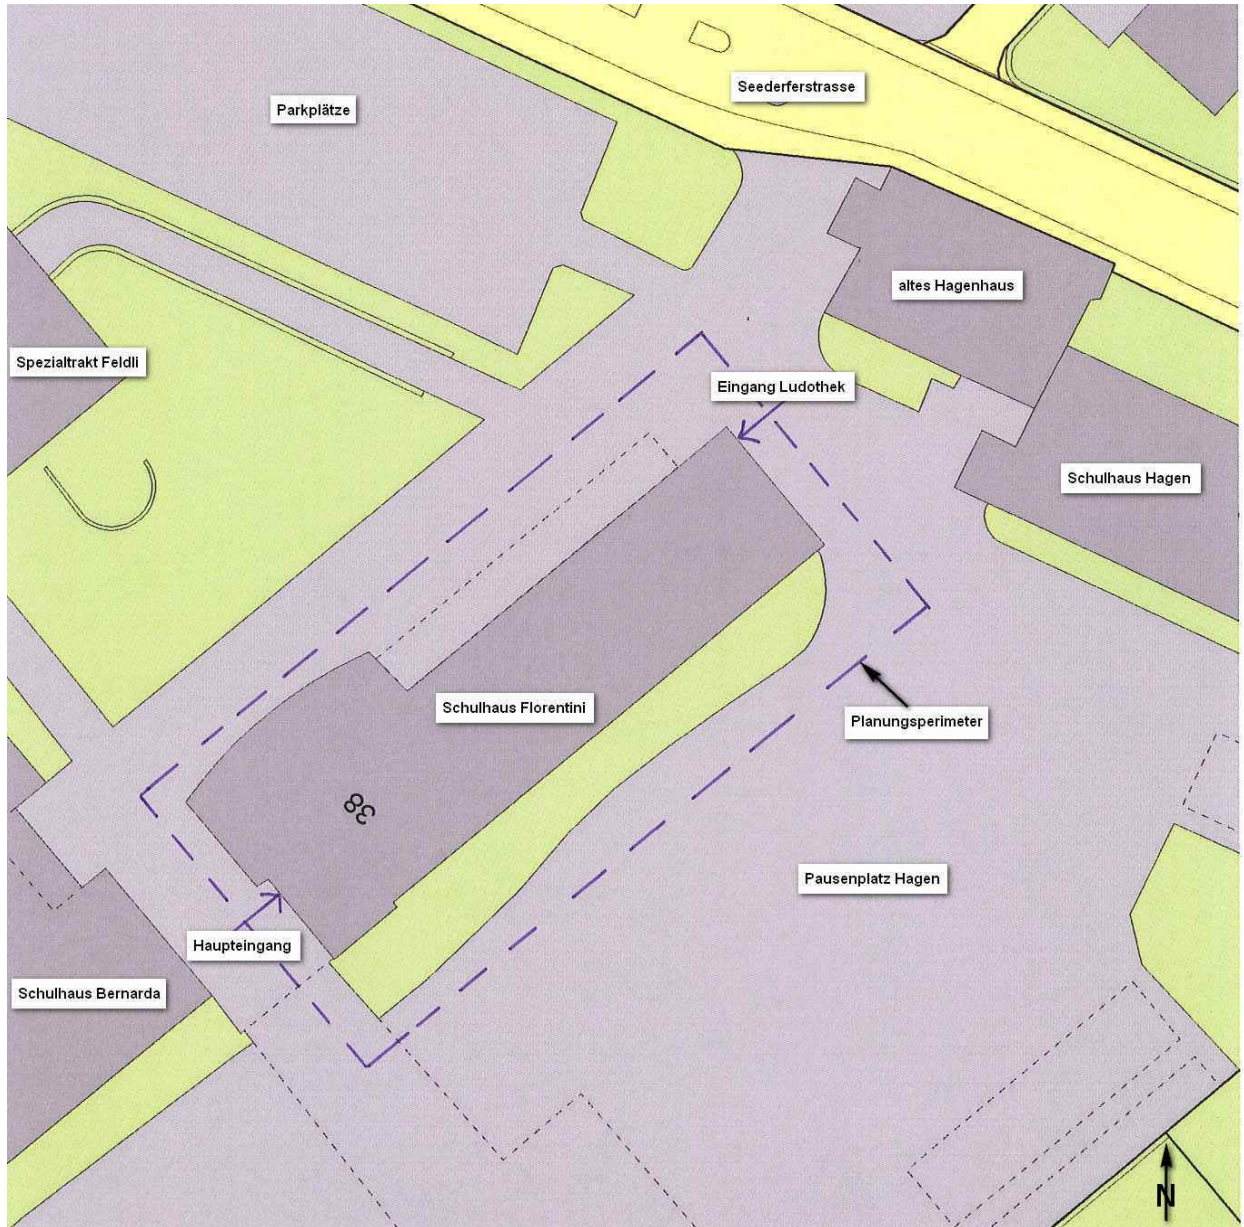 Seederferstrasse
Parkplätze
altes Hagenhaus
Spezialtrakt Feldli
Eingang Ludothek
Schulhaus Hagen
Schulhaus Florentini
Planungsperimeter
38
Pausenplatz Hagen
Haupteingang
Schulhaus Bernarda
N